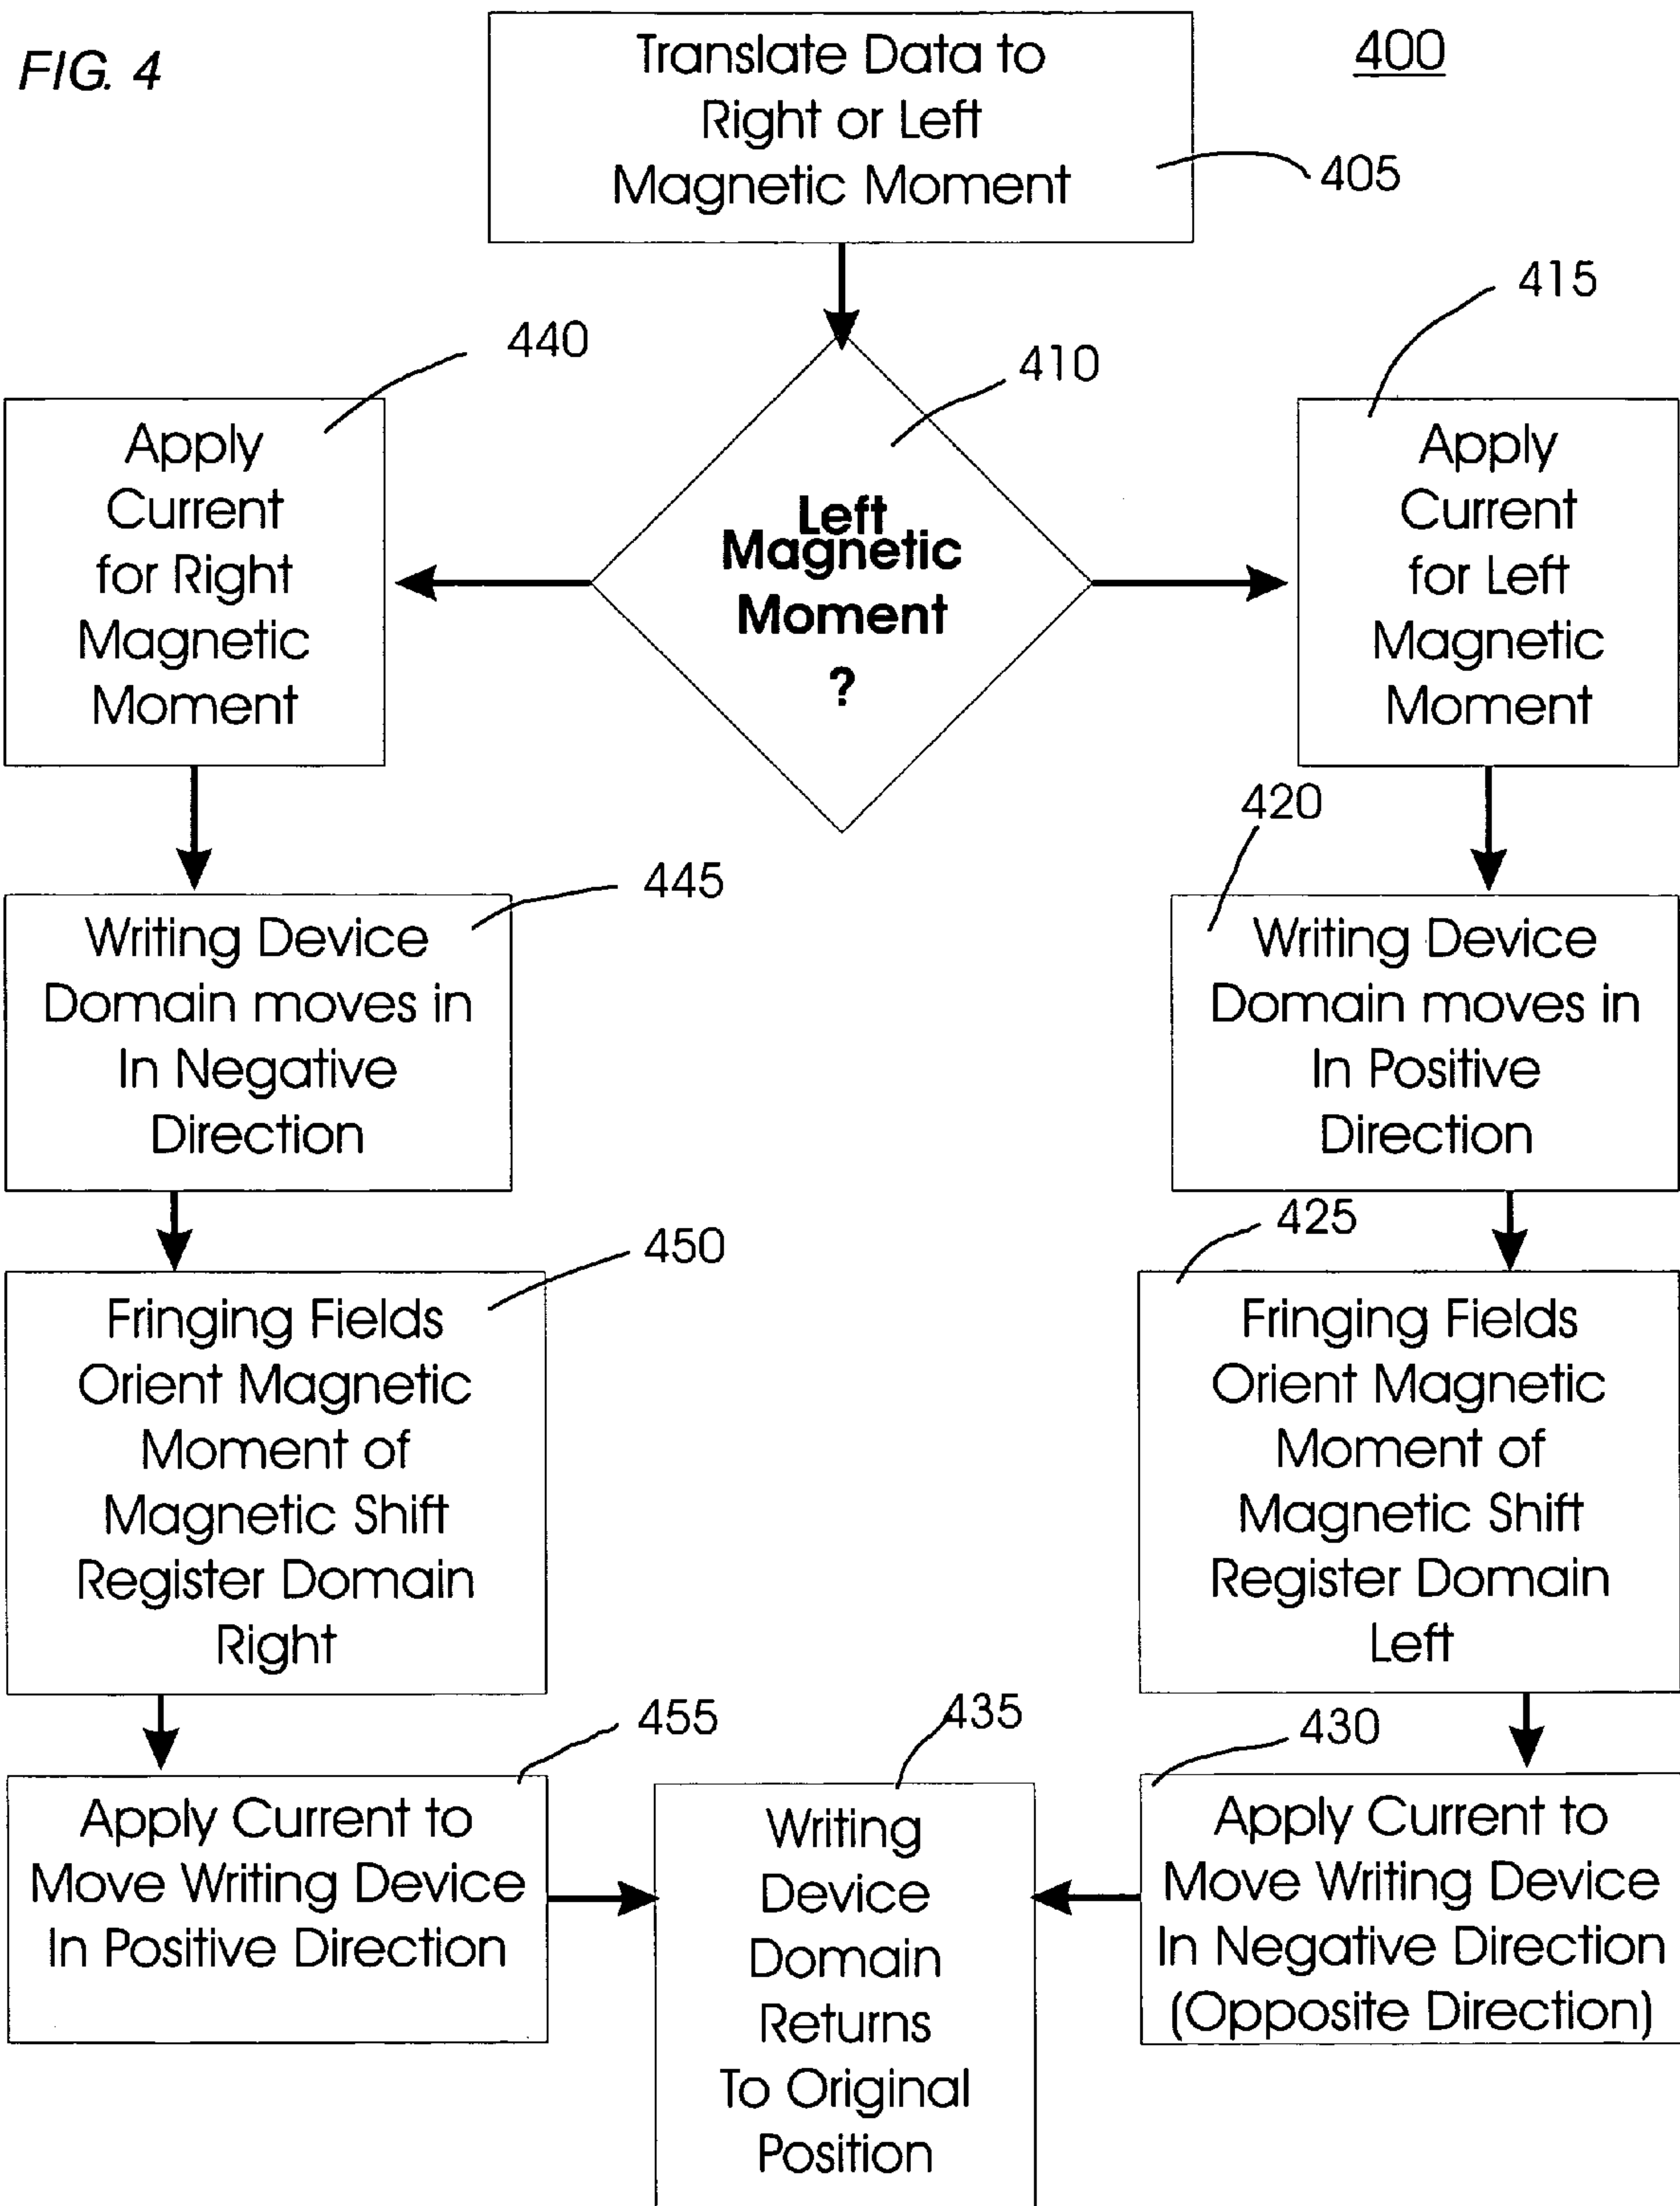 FIG. 4
400
Translate Data to
Right or Left
Magnetic Moment
405
410
Left
Magnetic
Moment
?
440
Apply
Current
for Right
Magnetic
Moment
415
Apply
Current
for Left
Magnetic
Moment
445
Writing Device
Domain moves in
In Negative
Direction
420
Writing Device
Domain moves in
In Positive
Direction
450
Fringing Fields
Orient Magnetic
Moment of
Magnetic Shift
Register Domain
Right
425
Fringing Fields
Orient Magnetic
Moment of
Magnetic Shift
Register Domain
Left
455
Apply Current to
Move Writing Device
In Positive Direction
435
Writing
Device
Domain
Returns
To Original
Position
430
Apply Current to
Move Writing Device
In Negative Direction
(Opposite Direction)